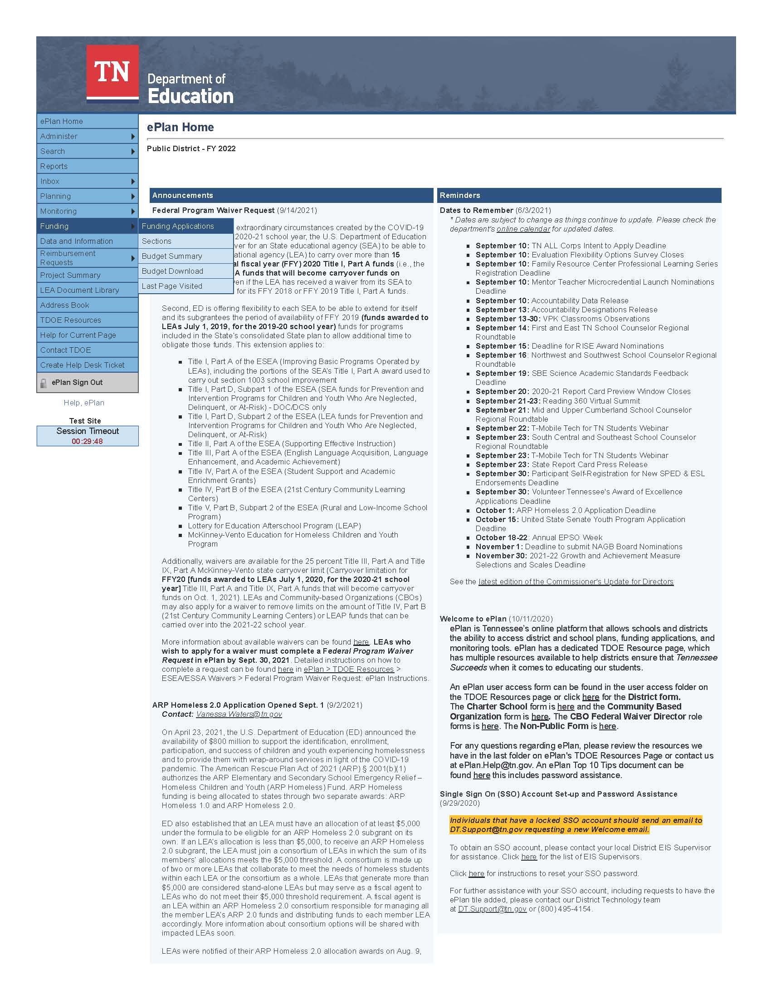 TN
Department of
Education
ePlan Home
Administer
Search
Reports
Inbox
Planning
Monitoring
Funding
Data and Information
Reimbursement
Requests
Project Summary
LEA Document Library
Address Book
TDOE Resources
Help for Current Page
Contact TDOE
Create Help Desk Ticket
ePlan Sign Out
Help, ePlan
Test Site
Session Timeout
00:29:48
Funding Applications
Sections
Budget Summary
Budget Download
Last Page Visited
ePlan Home
Public District - FY 2022
Announcements
Federal Program Waiver Request (9/14/2021)
extraordinary circumstances created by the COVID-19
2020-21 school year, the U.S. Department of Education
ver for an State educational agency (SEA) to be able to
ational agency (LEA) to carry over more than 15
al fiscal year (FFY) 2020 Title I, Part A funds (i.e., the
A funds that will become carryover funds on
en if the LEA has received a waiver from its SEA to
for its FFY 2018 or FFY 2019 Title I, Part A funds.
Second, ED is offering flexibility to each SEA to be able to extend for itself
and its subgrantees the period of availability of FFY 2019 (funds awarded to
LEAs July 1, 2019, for the 2019-20 school year) funds for programs
included in the State's consolidated State plan to allow additional time to
obligate those funds. This extension applies to:
▪ Title I, Part A of the ESEA (Improving Basic Programs Operated by
LEAs), including the portions of the SEA's Title I, Part A award used to
carry out section 1003 school improvement
▪ Title I, Part D, Subpart 1 of the ESEA (SEA funds for Prevention and
Intervention Programs for Children and Youth Who Are Neglected,
Delinquent, or At-Risk) - DOC/DCS only
▪ Title I, Part D, Subpart 2 of the ESEA (LEA funds for Prevention and
Intervention Programs for Children and Youth Who Are Neglected,
Delinquent, or At-Risk)
▪ Title II, Part A of the ESEA (Supporting Effective Instruction)
▪ Title III, Part A of the ESEA (English Language Acquisition, Language
Enhancement, and Academic Achievement)
▪ Title IV, Part A of the ESEA (Student Support and Academic
Enrichment Grants)
▪ Title IV, Part B of the ESEA (21st Century Community Learning
Centers)
▪ Title V, Part B, Subpart 2 of the ESEA (Rural and Low-Income School
Program)
▪ Lottery for Education Afterschool Program (LEAP)
▪ McKinney-Vento Education for Homeless Children and Youth
Program
Additionally, waivers are available for the 25 percent Title III, Part A and Title
IX, Part A McKinney-Vento state carryover limit (Carryover limitation for
FFY20 [funds awarded to LEAs July 1, 2020, for the 2020-21 school
year] Title III, Part A and Title IX, Part A funds that will become carryover
funds on Oct. 1, 2021). LEAs and Community-based Organizations (CBOs)
may also apply for a waiver to remove limits on the amount of Title IV, Part B
(21st Century Community Learning Centers) or LEAP funds that can be
carried over into the 2021-22 school year.
More information about available waivers can be found here. LEAs who
wish to apply for a waiver must complete a Federal Program Waiver
Request in ePlan by Sept. 30, 2021. Detailed instructions on how to
complete a request can be found here in ePlan > TDOE Resources >
ESEA/ESSA Waivers > Federal Program Waiver Request: ePlan Instructions.
ARP Homeless 2.0 Application Opened Sept. 1 (9/2/2021)
Contact: Vanessa.Waters@tn.gov
On April 23, 2021, the U.S. Department of Education (ED) announced the
availability of $800 million to support the identification, enrollment,
participation, and success of children and youth experiencing homelessness
and to provide them with wrap-around services in light of the COVID-19
pandemic. The American Rescue Plan Act of 2021 (ARP) § 2001(b)(1)
authorizes the ARP Elementary and Secondary School Emergency Relief –
Homeless Children and Youth (ARP Homeless) Fund. ARP Homeless
funding is being allocated to states through two separate awards: ARP
Homeless 1.0 and ARP Homeless 2.0.
ED also established that an LEA must have an allocation of at least $5,000
under the formula to be eligible for an ARP Homeless 2.0 subgrant on its
own. If an LEA's allocation is less than $5,000, to receive an ARP Homeless
2.0 subgrant, the LEA must join a consortium of LEAs in which the sum of its
members' allocations meets the $5,000 threshold. A consortium is made up
of two or more LEAs that collaborate to meet the needs of homeless students
within each LEA or the consortium as a whole. LEAs that generate more than
$5,000 are considered stand-alone LEAs but may serve as a fiscal agent to
LEAs who do not meet their $5,000 threshold requirement. A fiscal agent is
an LEA within an ARP Homeless 2.0 consortium responsible for managing all
the member LEA's ARP 2.0 funds and distributing funds to each member LEA
accordingly. More information about consortium options will be shared with
impacted LEAs soon.
LEAs were notified of their ARP Homeless 2.0 allocation awards on Aug. 9,
Reminders
Dates to Remember (6/3/2021)
* Dates are subject to change as things continue to update. Please check the
department's online calendar for updated dates.
▪ September 10: TN ALL Corps Intent to Apply Deadline
▪ September 10: Evaluation Flexibility Options Survey Closes
▪ September 10: Family Resource Center Professional Learning Series
Registration Deadline
▪ September 10: Mentor Teacher Microcredential Launch Nominations
Deadline
▪ September 10: Accountability Data Release
▪ September 13: Accountability Designations Release
▪ September 13-30: VPK Classrooms Observations
▪ September 14: First and East TN School Counselor Regional
Roundtable
▪ September 15: Deadline for RISE Award Nominations
▪ September 16: Northwest and Southwest School Counselor Regional
Roundtable
▪ September 19: SBE Science Academic Standards Feedback
Deadline
▪ September 20: 2020-21 Report Card Preview Window Closes
▪ September 21-23: Reading 360 Virtual Summit
▪ September 21: Mid and Upper Cumberland School Counselor
Regional Roundtable
▪ September 22: T-Mobile Tech for TN Students Webinar
▪ September 23: South Central and Southeast School Counselor
Regional Roundtable
▪ September 23: T-Mobile Tech for TN Students Webinar
▪ September 23: State Report Card Press Release
▪ September 30: Participant Self-Registration for New SPED & ESL
Endorsements Deadline
▪ September 30: Volunteer Tennessee's Award of Excellence
Applications Deadline
▪ October 1: ARP Homeless 2.0 Application Deadline
▪ October 15: United State Senate Youth Program Application
Deadline
▪ October 18-22: Annual EPSO Week
▪ November 1: Deadline to submit NAGB Board Nominations
▪ November 30: 2021-22 Growth and Achievement Measure
Selections and Scales Deadline
See the latest edition of the Commissioner's Update for Directors
Welcome to ePlan (10/11/2020)
ePlan is Tennessee's online platform that allows schools and districts
the ability to access district and school plans, funding applications, and
monitoring tools. ePlan has a dedicated TDOE Resource page, which
has multiple resources available to help districts ensure that Tennessee
Succeeds when it comes to educating our students.
An ePlan user access form can be found in the user access folder on
the TDOE Resources page or click here for the District form.
The Charter School form is here and the Community Based
Organization form is here. The CBO Federal Waiver Director role
forms is here. The Non-Public Form is here.
For any questions regarding ePlan, please review the resources we
have in the last folder on ePlan's TDOE Resources Page or contact us
at ePlan.Help@tn.gov. An ePlan Top 10 Tips document can be
found here this includes password assistance.
Single Sign On (SSO) Account Set-up and Password Assistance
(9/29/2020)
Individuals that have a locked SSO account should send an email to
DT.Support@tn.gov requesting a new Welcome email.
To obtain an SSO account, please contact your local District EIS Supervisor
for assistance. Click here for the list of EIS Supervisors.
Click here for instructions to reset your SSO password.
For further assistance with your SSO account, including requests to have the
ePlan tile added, please contact our District Technology team
at DT.Support@tn.gov or (800) 495-4154.